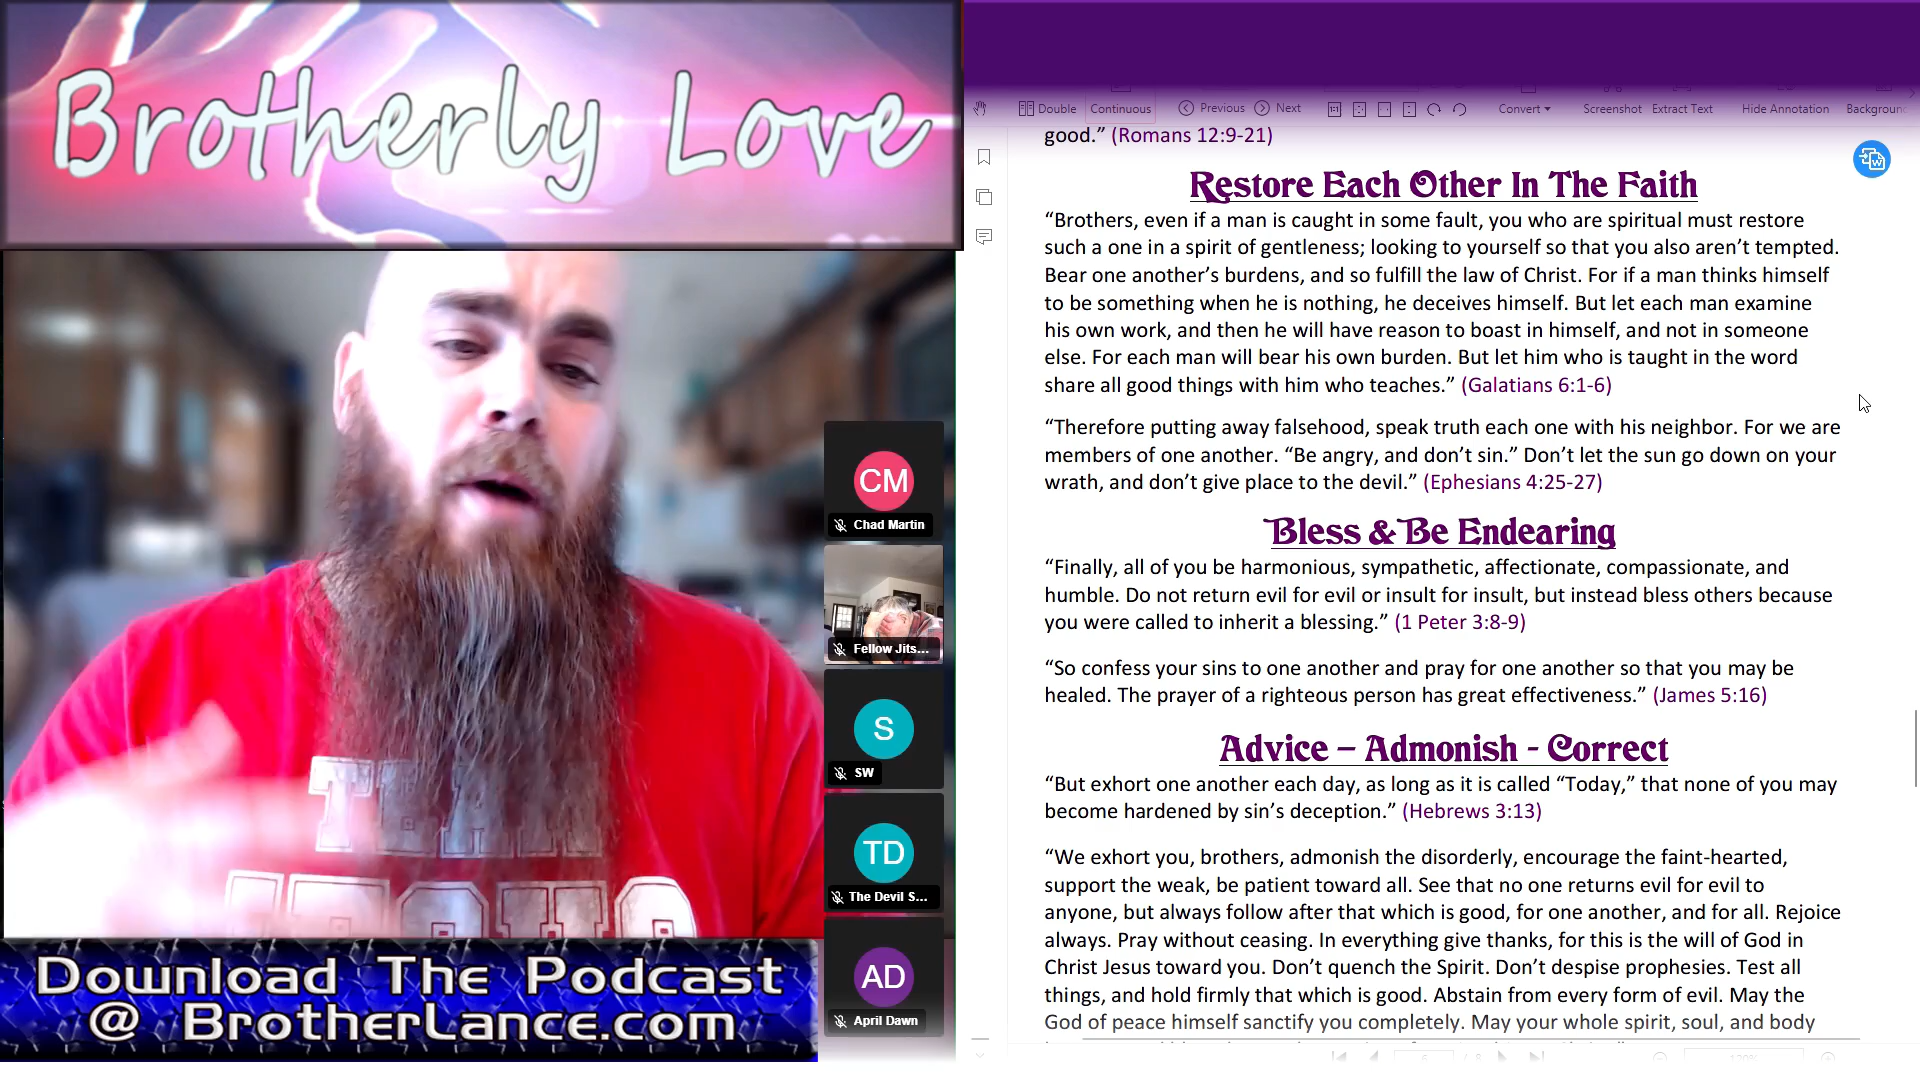 Brotherly Love
Double
Continuous
Previous
Next
Convert
Screenshot
Extract Text
Hide Annotation
good.” (Romans 12:9-21)
Restore Each Other In The Faith
“Brothers, even if a man is caught in some fault, you who are spiritual must restore
such a one in a spirit of gentleness; looking to yourself so that you also aren’t tempted.
Bear one another’s burdens, and so fulfill the law of Christ. For if a man thinks himself
to be something when he is nothing, he deceives himself. But let each man examine
his own work, and then he will have reason to boast in himself, and not in someone
else. For each man will bear his own burden. But let him who is taught in the word
share all good things with him who teaches.” (Galatians 6:1-6)
“Therefore putting away falsehood, speak truth each one with his neighbor. For we are
members of one another. “Be angry, and don’t sin.” Don’t let the sun go down on your
wrath, and don’t give place to the devil.” (Ephesians 4:25-27)
Bless & Be Endearing
“Finally, all of you be harmonious, sympathetic, affectionate, compassionate, and
humble. Do not return evil for evil or insult for insult, but instead bless others because
you were called to inherit a blessing.” (1 Peter 3:8-9)
“So confess your sins to one another and pray for one another so that you may be
healed. The prayer of a righteous person has great effectiveness.” (James 5:16)
Advice – Admonish - Correct
“But exhort one another each day, as long as it is called “Today,” that none of you may
become hardened by sin’s deception.” (Hebrews 3:13)
“We exhort you, brothers, admonish the disorderly, encourage the faint-hearted,
support the weak, be patient toward all. See that no one returns evil for evil to
anyone, but always follow after that which is good, for one another, and for all. Rejoice
always. Pray without ceasing. In everything give thanks, for this is the will of God in
Christ Jesus toward you. Don’t quench the Spirit. Don’t despise prophesies. Test all
things, and hold firmly that which is good. Abstain from every form of evil. May the
God of peace himself sanctify you completely. May your whole spirit, soul, and body
CM
Chad Martin
Fellow Jits...
S
SW
TD
The Devil S...
AD
April Dawn
Download The Podcast
@ BrotherLance.com